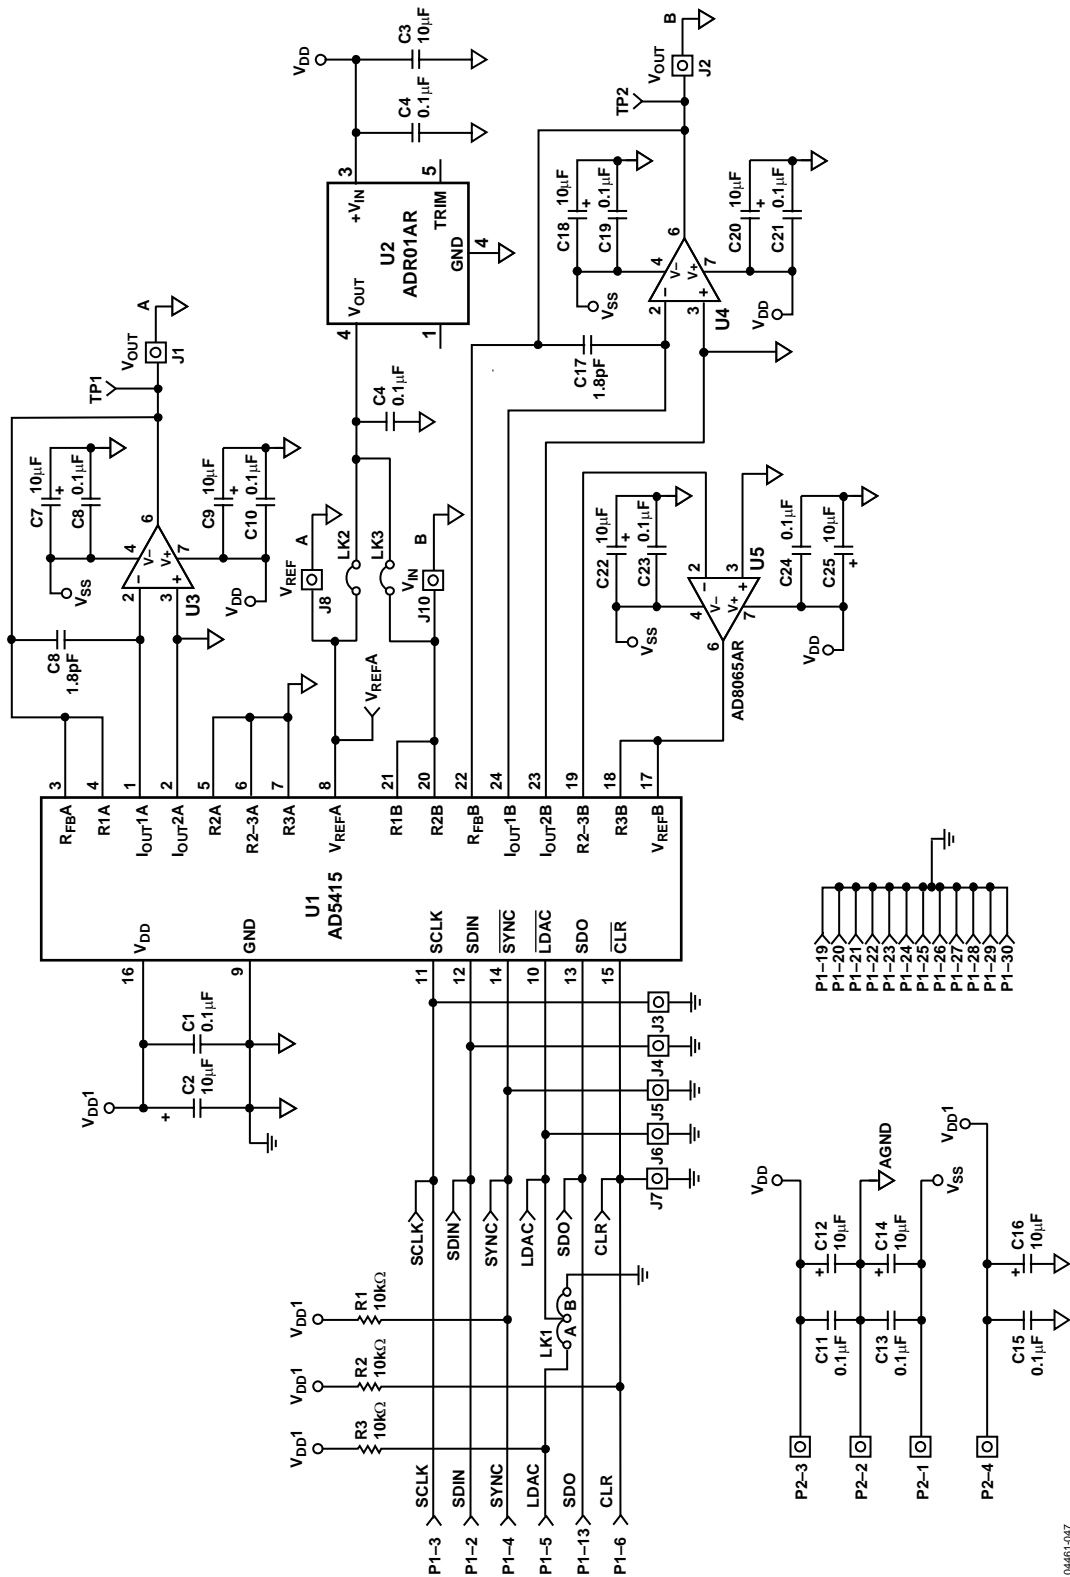 VDD1
C2
10µF
+
C1
0.1µF
16
VDD
9
GND
U1
AD5415
VDD1
R3
10kΩ
VDD1
R2
10kΩ
VDD1
R1
10kΩ
P1–3
SCLK
SCLK
11
SCLK
P1–2
SDIN
SDIN
12
SDIN
P1–4
SYNC
SYNC
14
SYNC
P1–5
LDAC
LDAC
10
LDAC
P1–13
SDO
SDO
13
SDO
P1–6
CLR
CLR
15
CLR
LK1
A
B
J7
J6
J5
J4
J3
RFBA
3
R1A
4
IOUT1A
1
IOUT2A
2
R2A
5
R2–3A
6
R3A
7
VREFA
8
R1B
21
R2B
20
RFBB
22
IOUT1B
24
IOUT2B
23
R2–3B
19
R3B
18
VREFB
17
C8
1.8pF
VSS
C7
10µF
+
C8
0.1µF
2
–
3
+
4
V–
V+
7
6
U3
VDD
C9
10µF
+
C10
0.1µF
TP1
VOUT
J1
A
VREFA
VREF
J8
A
LK2
LK3
VIN
J10
B
C4
0.1µF
4
VOUT
U2
ADR01AR
+VIN
3
1
TRIM
5
GND
4
VDD
C4
0.1µF
C3
10µF
C17
1.8pF
VSS
C18
10µF
+
C19
0.1µF
2
–
3
+
4
V–
V+
7
6
U4
VDD
C20
10µF
+
C21
0.1µF
TP2
VOUT
J2
B
VSS
C22
10µF
+
C23
0.1µF
2
–
3
+
4
V–
V+
7
6
U5
AD8065AR
VDD
C24
0.1µF
C25
10µF
+
P2–3
P2–2
P2–1
P2–4
C11
0.1µF
C13
0.1µF
C12
10µF
+
C14
10µF
+
VDD
AGND
VSS
C15
0.1µF
C16
10µF
+
VDD1
P1–19
P1–20
P1–21
P1–22
P1–23
P1–24
P1–25
P1–26
P1–27
P1–28
P1–29
P1–30
04461-047